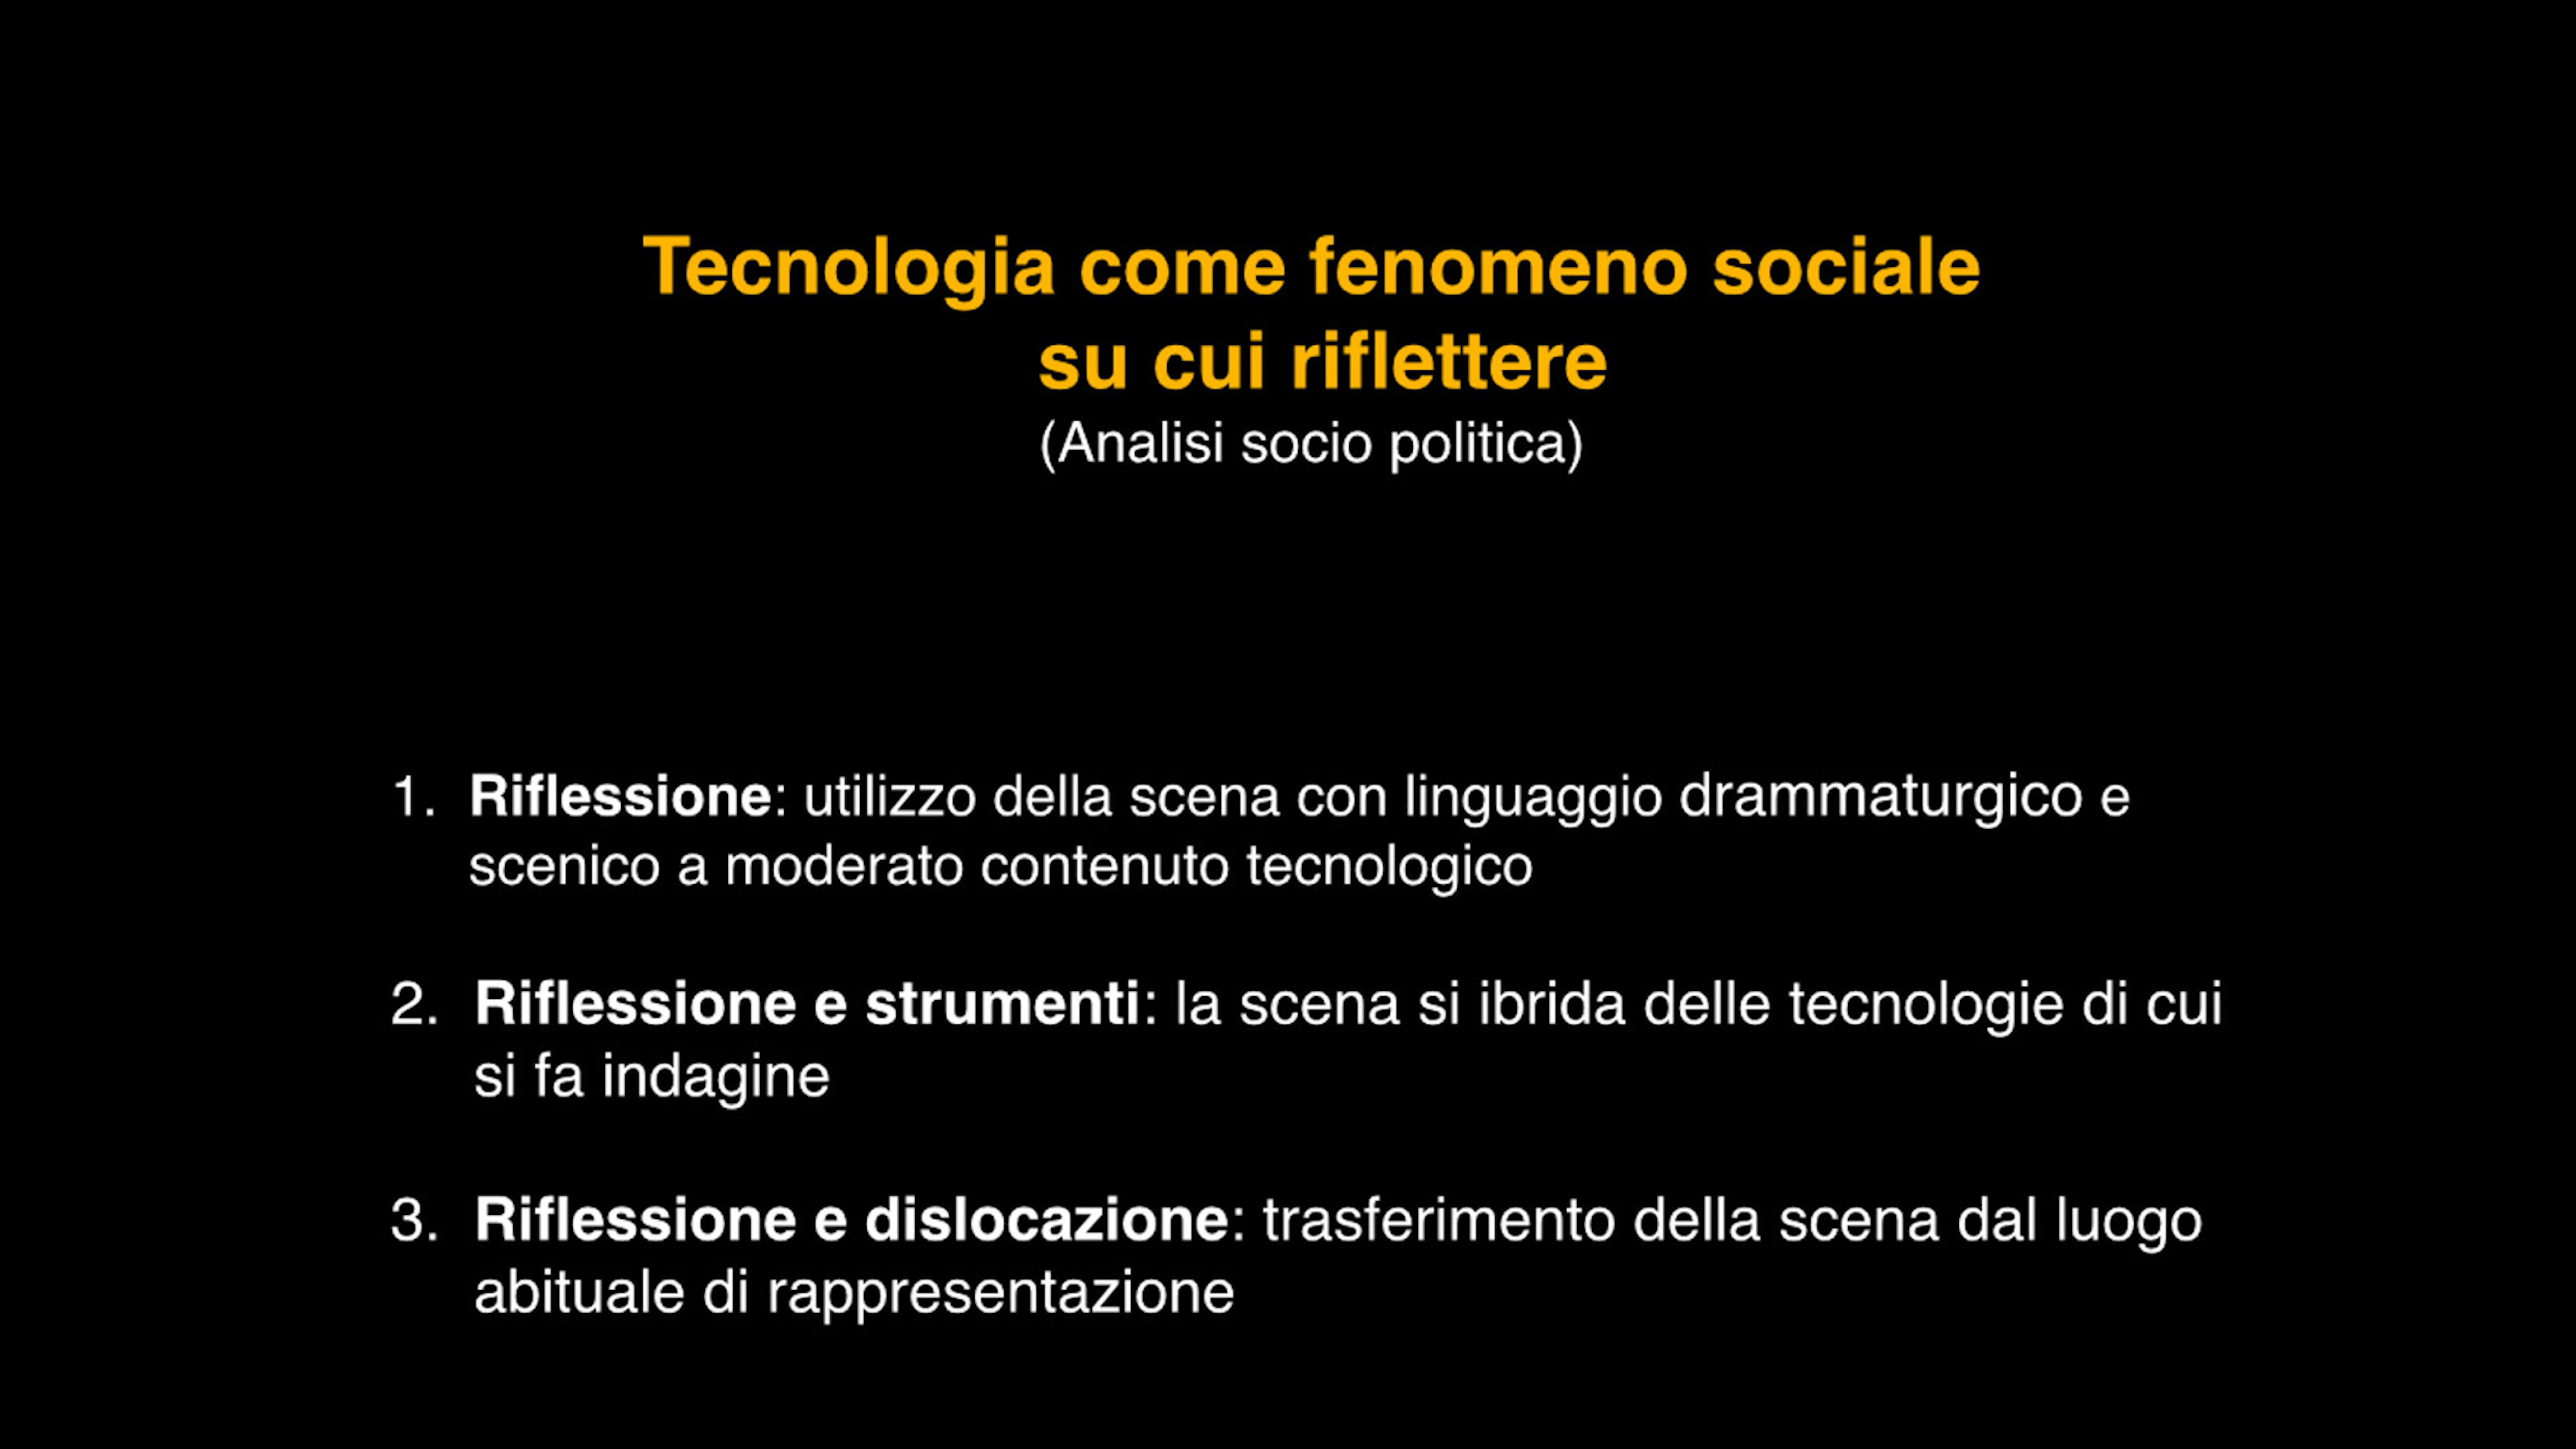 Tecnologia come fenomeno sociale
su cui riflettere
(Analisi socio politica)
1. Riflessione: utilizzo della scena con linguaggio drammaturgico e
scenico a moderato contenuto tecnologico
2. Riflessione e strumenti: la scena si ibrida delle tecnologie di cui
si fa indagine
3. Riflessione e dislocazione: trasferimento della scena dal luogo
abituale di rappresentazione